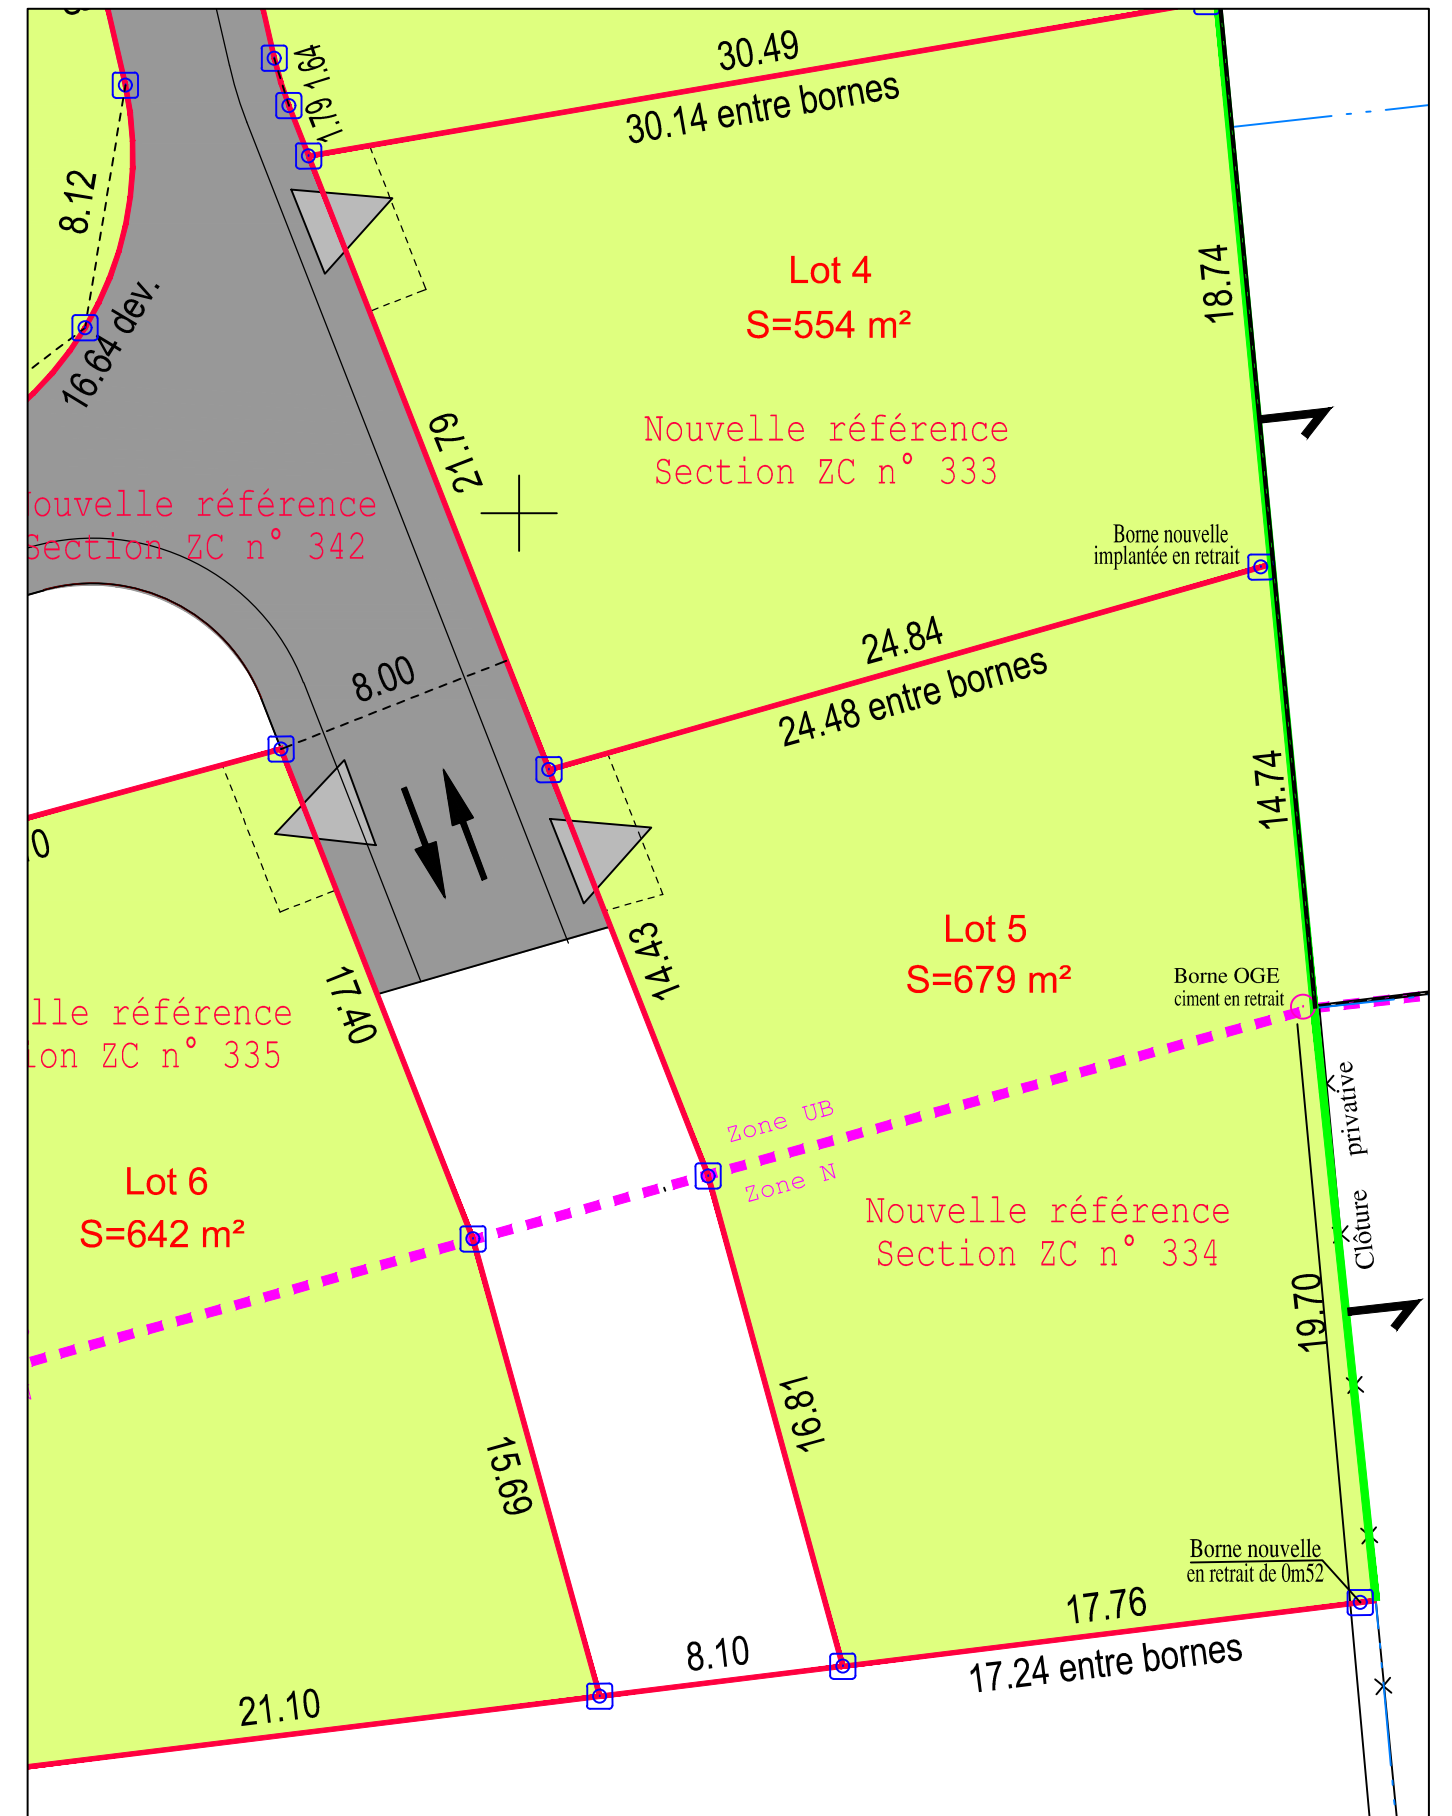 1.64
1.79
30.49
30.14 entre bornes
8.12
16.64 dev.
Lot 4
S=554 m²
18.74
21.79
Nouvelle référence
Section ZC n° 333
ouvelle référence
Section ZC n° 342
Borne nouvelle
implantée en retrait
8.00
24.84
24.48 entre bornes
14.74
17.40
14.43
Lot 5
S=679 m²
Borne OGE
ciment en retrait
lle référence
ion ZC n° 335
Zone UB
Zone N
Clôture privative
Lot 6
S=642 m²
Nouvelle référence
Section ZC n° 334
19.70
15.69
16.81
Borne nouvelle
en retrait de 0m52
17.76
17.24 entre bornes
8.10
21.10